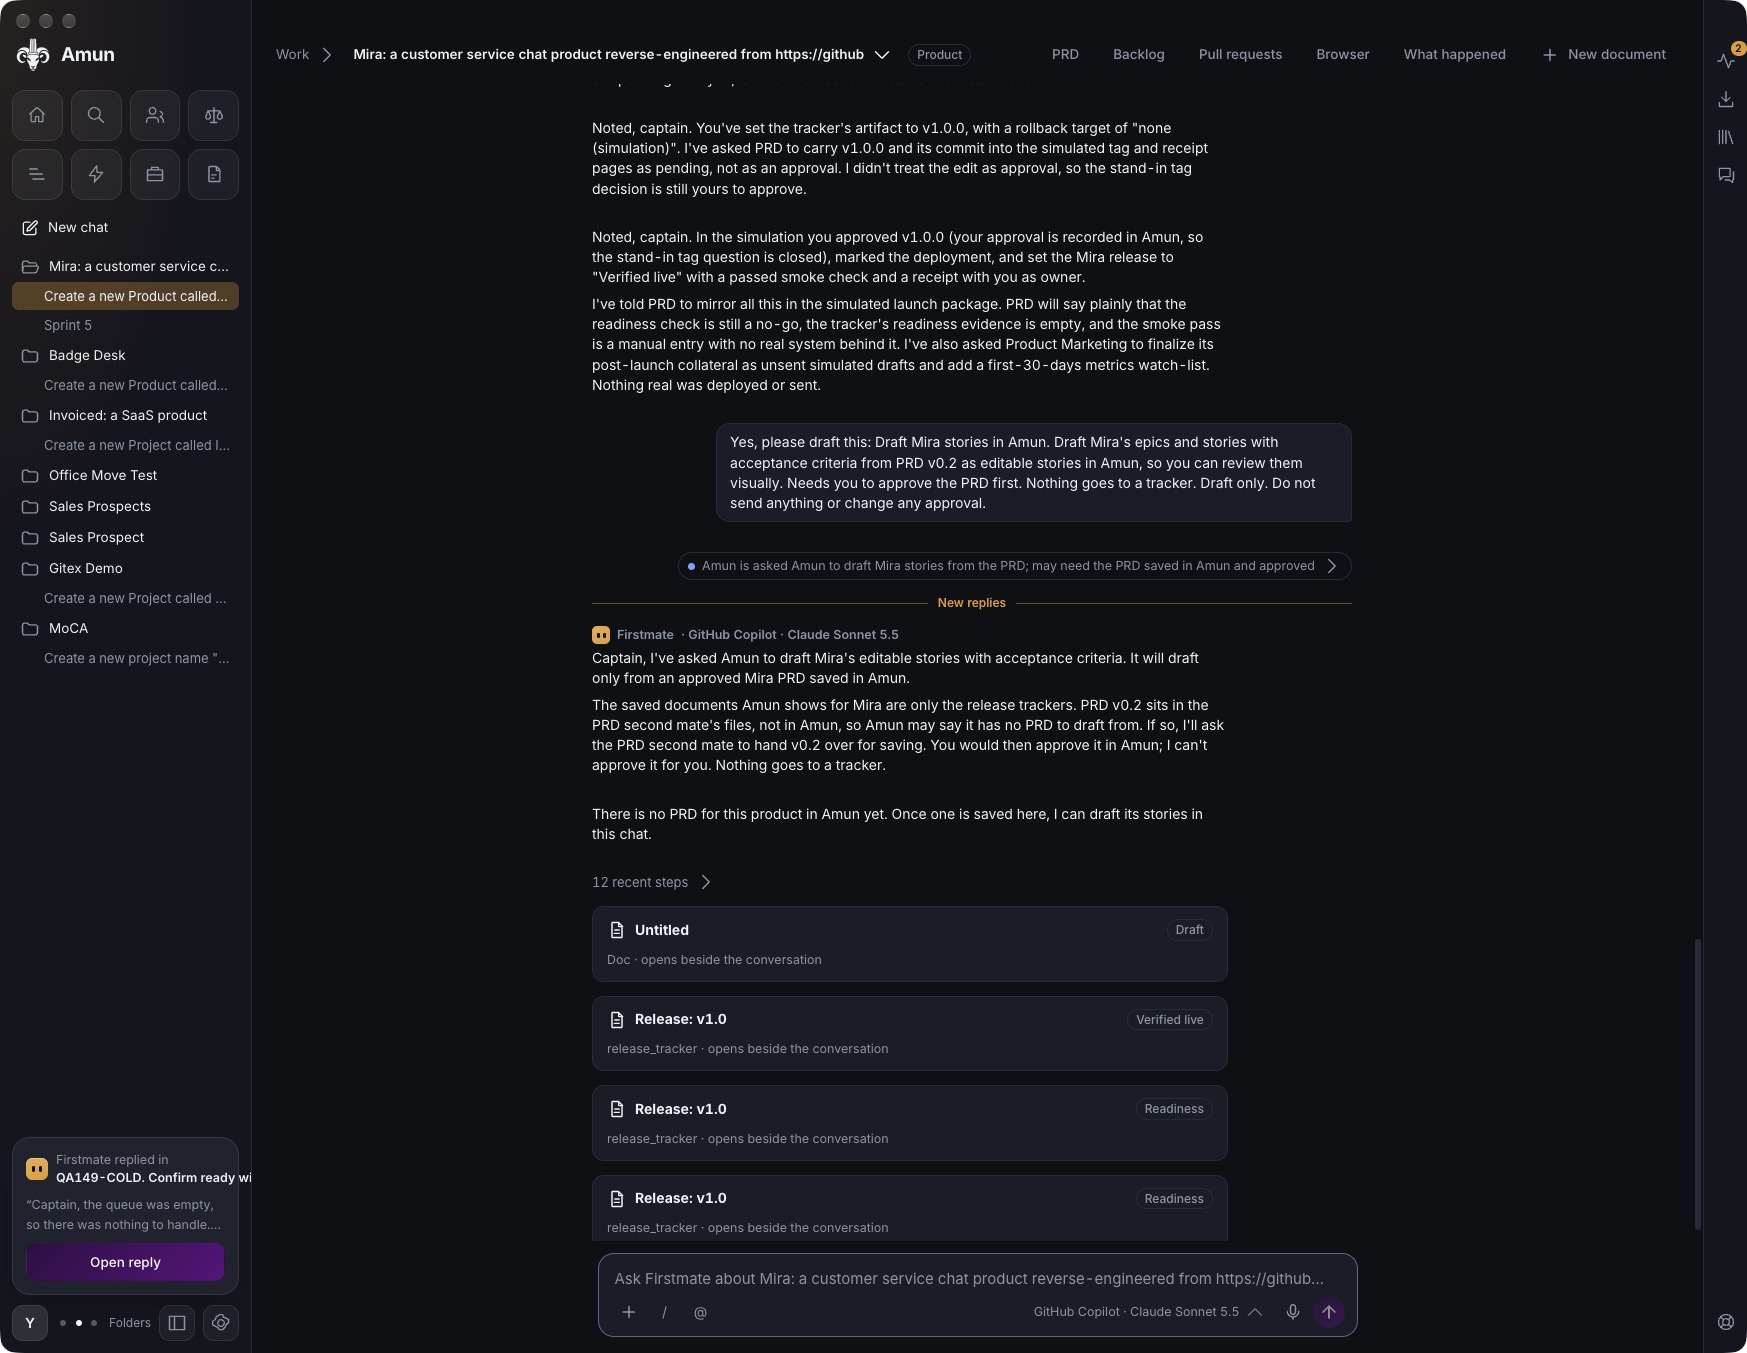 Amun
New chat
Mira: a customer service c...
Create a new Product called...
Sprint 5
Badge Desk
Create a new Product called...
Invoiced: a SaaS product
Create a new Project called I...
Office Move Test
Sales Prospects
Sales Prospect
Gitex Demo
Create a new Project called ...
MoCA
Create a new project name "...
Firstmate replied in
QA149-COLD. Confirm ready wi
"Captain, the queue was empty,
so there was nothing to handle....
Open reply
Y
Folders
Work
Mira: a customer service chat product reverse-engineered from https://github
Product
PRD
Backlog
Pull requests
Browser
What happened
New document
2
Noted, captain. You've set the tracker's artifact to v1.0.0, with a rollback target of "none
(simulation)". I've asked PRD to carry v1.0.0 and its commit into the simulated tag and receipt
pages as pending, not as an approval. I didn't treat the edit as approval, so the stand-in tag
decision is still yours to approve.
Noted, captain. In the simulation you approved v1.0.0 (your approval is recorded in Amun, so
the stand-in tag question is closed), marked the deployment, and set the Mira release to
"Verified live" with a passed smoke check and a receipt with you as owner.
I've told PRD to mirror all this in the simulated launch package. PRD will say plainly that the
readiness check is still a no-go, the tracker's readiness evidence is empty, and the smoke pass
is a manual entry with no real system behind it. I've also asked Product Marketing to finalize its
post-launch collateral as unsent simulated drafts and add a first-30-days metrics watch-list.
Nothing real was deployed or sent.
Yes, please draft this: Draft Mira stories in Amun. Draft Mira's epics and stories with
acceptance criteria from PRD v0.2 as editable stories in Amun, so you can review them
visually. Needs you to approve the PRD first. Nothing goes to a tracker. Draft only. Do not
send anything or change any approval.
Amun is asked Amun to draft Mira stories from the PRD; may need the PRD saved in Amun and approved
New replies
Firstmate · GitHub Copilot · Claude Sonnet 5.5
Captain, I've asked Amun to draft Mira's editable stories with acceptance criteria. It will draft
only from an approved Mira PRD saved in Amun.
The saved documents Amun shows for Mira are only the release trackers. PRD v0.2 sits in the
PRD second mate's files, not in Amun, so Amun may say it has no PRD to draft from. If so, I'll ask
the PRD second mate to hand v0.2 over for saving. You would then approve it in Amun; I can't
approve it for you. Nothing goes to a tracker.
There is no PRD for this product in Amun yet. Once one is saved here, I can draft its stories in
this chat.
12 recent steps
Untitled
Draft
Doc · opens beside the conversation
Release: v1.0
Verified live
release_tracker · opens beside the conversation
Release: v1.0
Readiness
release_tracker · opens beside the conversation
Release: v1.0
Readiness
release_tracker · opens beside the conversation
Ask Firstmate about Mira: a customer service chat product reverse-engineered from https://github...
+ / @
GitHub Copilot · Claude Sonnet 5.5